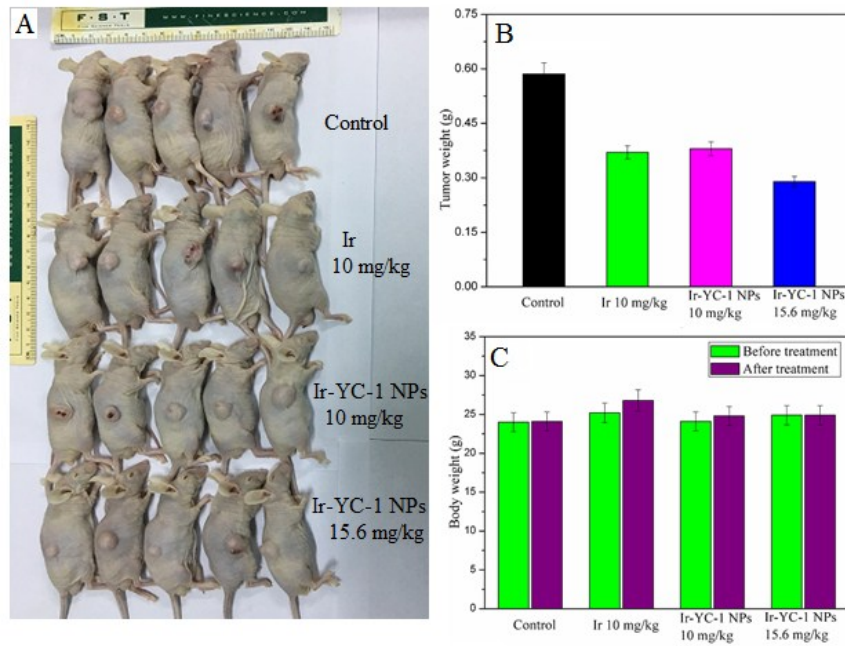 A
F·S·T
WWW.FINESCIENCE.COM
Control
Ir
10 mg/kg
Ir-YC-1 NPs
10 mg/kg
Ir-YC-1 NPs
15.6 mg/kg
F·S·T
B
Tumor weight (g)
0.75
0.60
0.45
0.30
0.15
0.00
Control
Ir 10 mg/kg
Ir-YC-1 NPs
10 mg/kg
Ir-YC-1 NPs
15.6 mg/kg
C
Before treatment
After treatment
Body weight (g)
35
30
25
20
15
10
5
0
Control
Ir 10 mg/kg
Ir-YC-1 NPs
10 mg/kg
Ir-YC-1 NPs
15.6 mg/kg